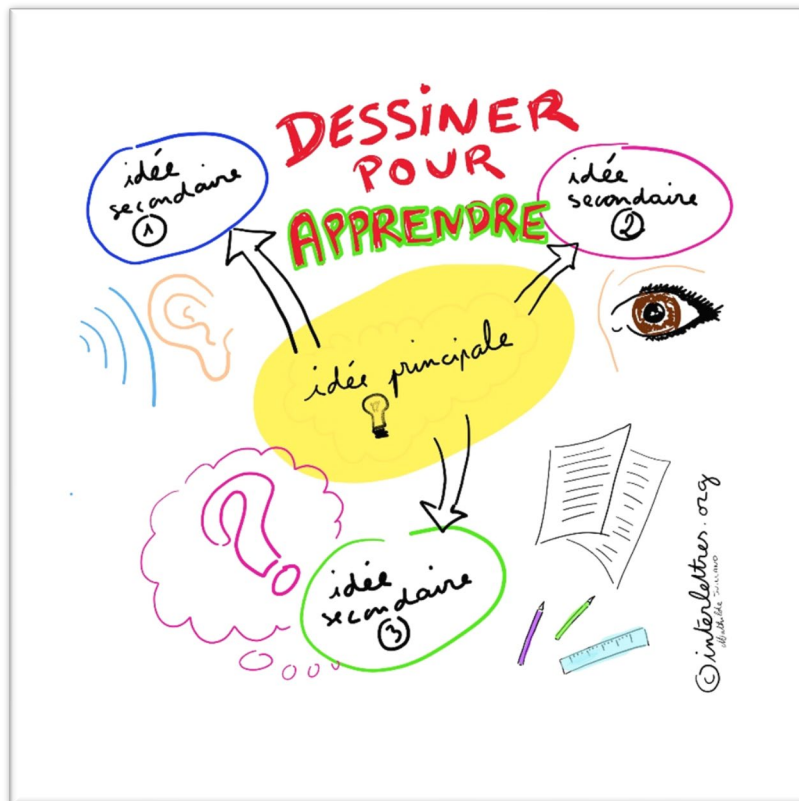 DESSINER
POUR
APPRENDRE
idée
secondaire
1
idée
secondaire
2
idée principale
idée
secondaire
3
© interlettres.org